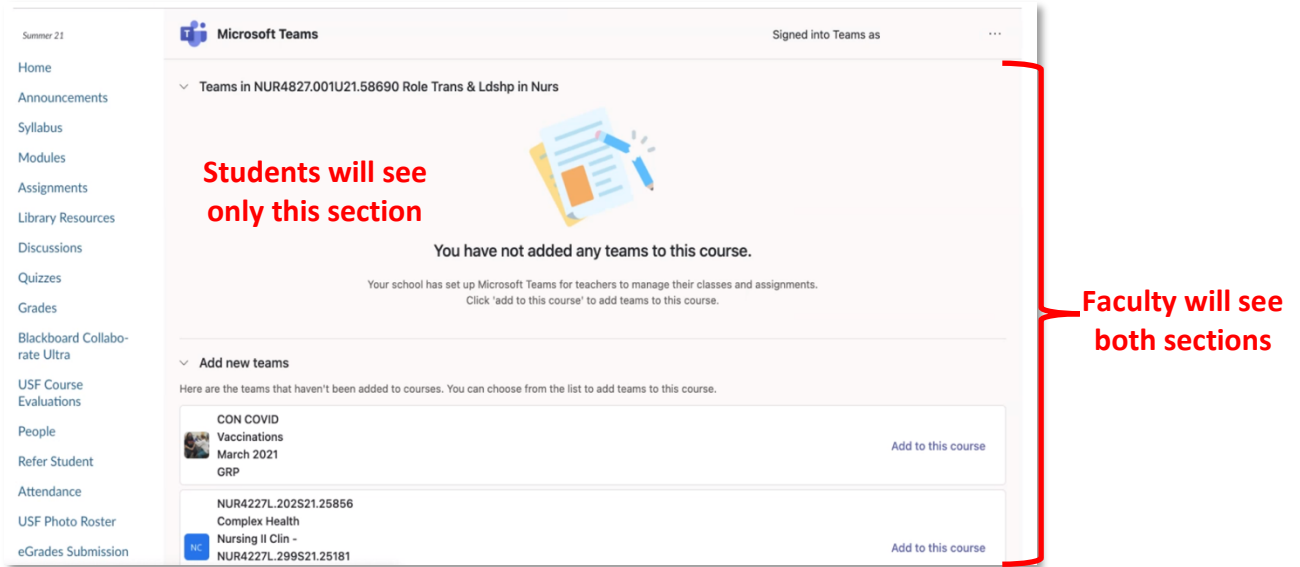 Summer 21
Home
Announcements
Syllabus
Modules
Assignments
Library Resources
Discussions
Quizzes
Grades
Blackboard Collabo-
rate Ultra
USF Course
Evaluations
People
Refer Student
Attendance
USF Photo Roster
eGrades Submission
Microsoft Teams
Signed into Teams as
...
Teams in NUR4827.001U21.58690 Role Trans & Ldshp in Nurs
Students will see
only this section
You have not added any teams to this course.
Your school has set up Microsoft Teams for teachers to manage their classes and assignments.
Click 'add to this course' to add teams to this course.
Add new teams
Here are the teams that haven't been added to courses. You can choose from the list to add teams to this course.
CON COVID
Vaccinations
March 2021
GRP
Add to this course
NC
NUR4227L.202S21.25856
Complex Health
Nursing II Clin -
NUR4227L.299S21.25181
Add to this course
Faculty will see
both sections